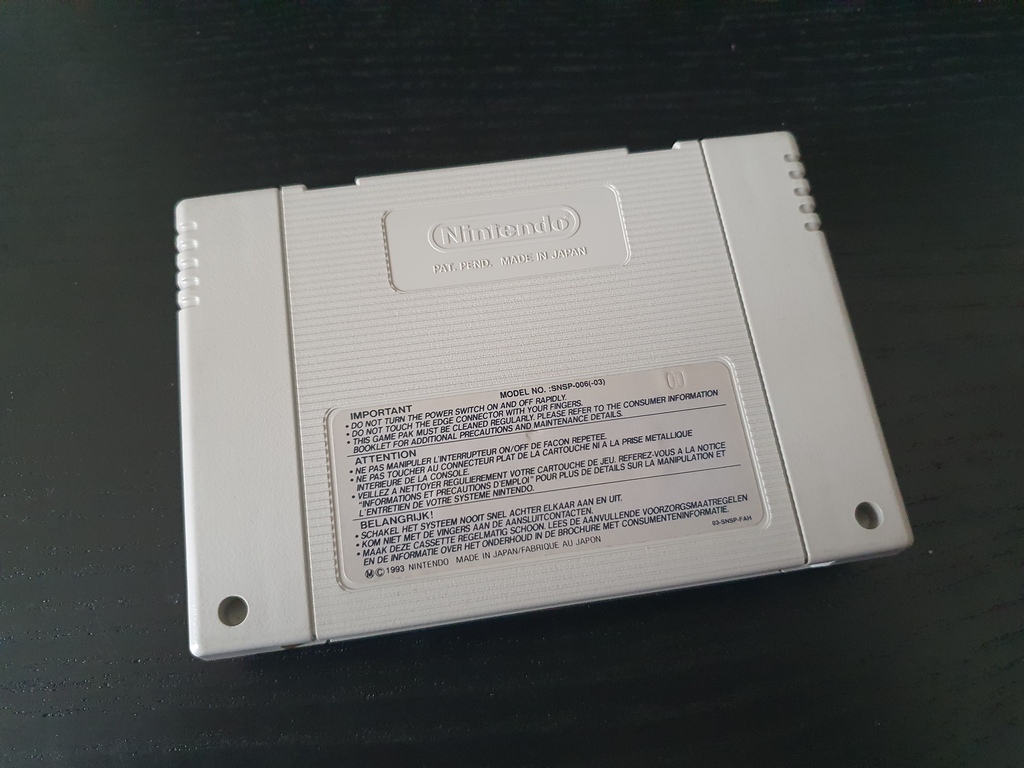 Nintendo
PAT. PEND. MADE IN JAPAN
MODEL NO. :SNSP-006(-03)
00
IMPORTANT
• DO NOT TURN THE POWER SWITCH ON AND OFF RAPIDLY.
• DO NOT TOUCH THE EDGE CONNECTOR WITH YOUR FINGERS.
• THIS GAME PAK MUST BE CLEANED REGULARLY. PLEASE REFER TO THE CONSUMER INFORMATION
BOOKLET FOR ADDITIONAL PRECAUTIONS AND MAINTENANCE DETAILS.
ATTENTION
• NE PAS MANIPULER L'INTERRUPTEUR ON/OFF DE FACON REPETEE.
• NE PAS TOUCHER AU CONNECTEUR PLAT DE LA CARTOUCHE NI A LA PRISE METALLIQUE
INTERIEURE DE LA CONSOLE.
• VEILLEZ A NETTOYER REGULIEREMENT VOTRE CARTOUCHE DE JEU. REFEREZ-VOUS A LA NOTICE
"INFORMATIONS ET PRECAUTIONS D'EMPLOI" POUR PLUS DE DETAILS SUR LA MANIPULATION ET
L'ENTRETIEN DE VOTRE SYSTEME NINTENDO.
BELANGRIJK!
• SCHAKEL HET SYSTEEM NOOIT SNEL ACHTER ELKAAR AAN EN UIT.
• KOM NIET MET DE VINGERS AAN DE AANSLUITCONTACTEN.
• MAAK DEZE CASSETTE REGELMATIG SCHOON. LEES DE AANVULLENDE VOORZORGSMAATREGELEN
EN DE INFORMATIE OVER HET ONDERHOUD IN DE BROCHURE MET CONSUMENTENINFORMATIE.
Ⓜ © 1993 NINTENDO MADE IN JAPAN/FABRIQUE AU JAPON
03-SNSP-FAH